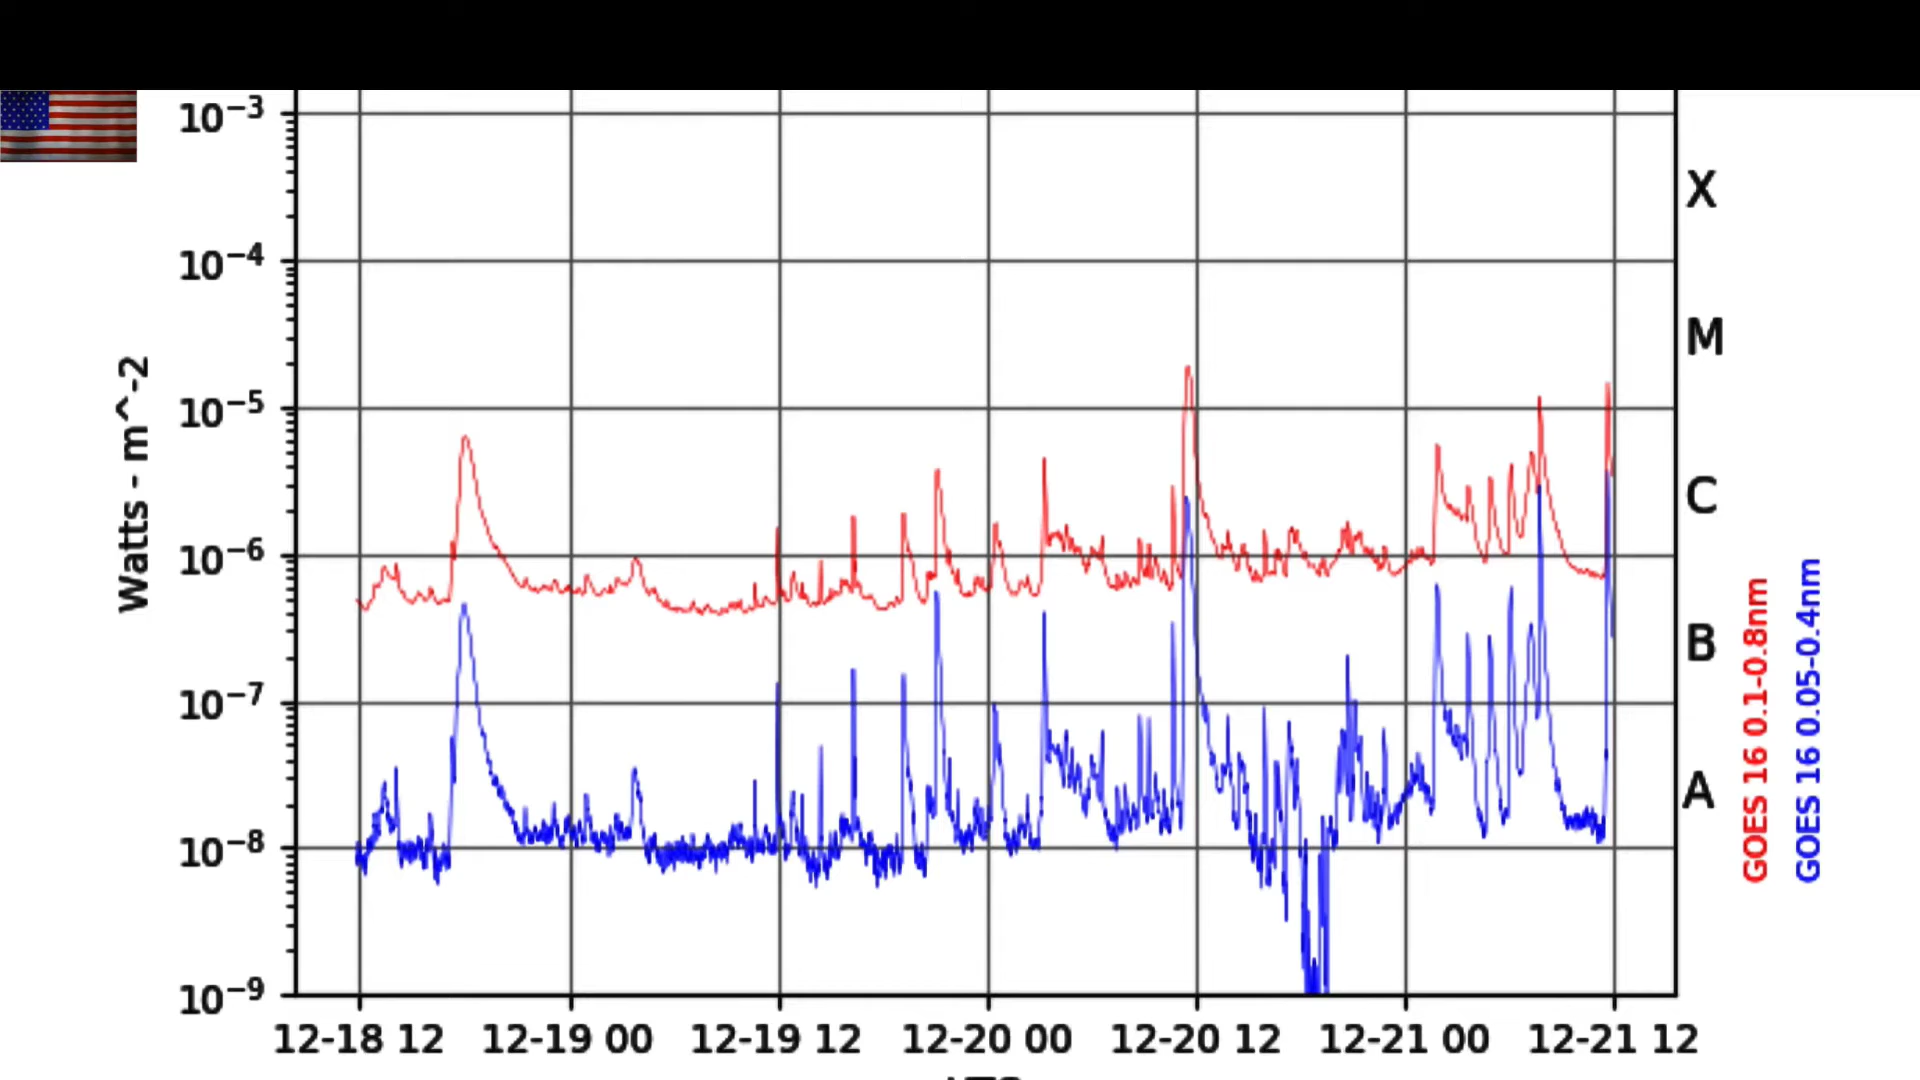 10−3
10−4
10−5
10−6
10−7
10−8
10−9
Watts - m^-2
X
M
C
B
A
GOES 16 0.1-0.8nm
GOES 16 0.05-0.4nm
12-18 12
12-19 00
12-19 12
12-20 00
12-20 12
12-21 00
12-21 12